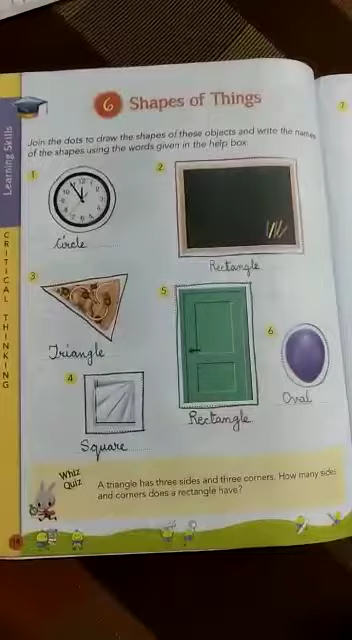 Learning Skills
CRITICAL THINKING
6 Shapes of Things
7
Join the dots to draw the shapes of these objects and write the names
of the shapes using the words given in the help box.
1
Circle
2
Rectangle
3
Triangle
4
Square
5
Rectangle
6
Oval
Whiz
Quiz
A triangle has three sides and three corners. How many sides
and corners does a rectangle have?